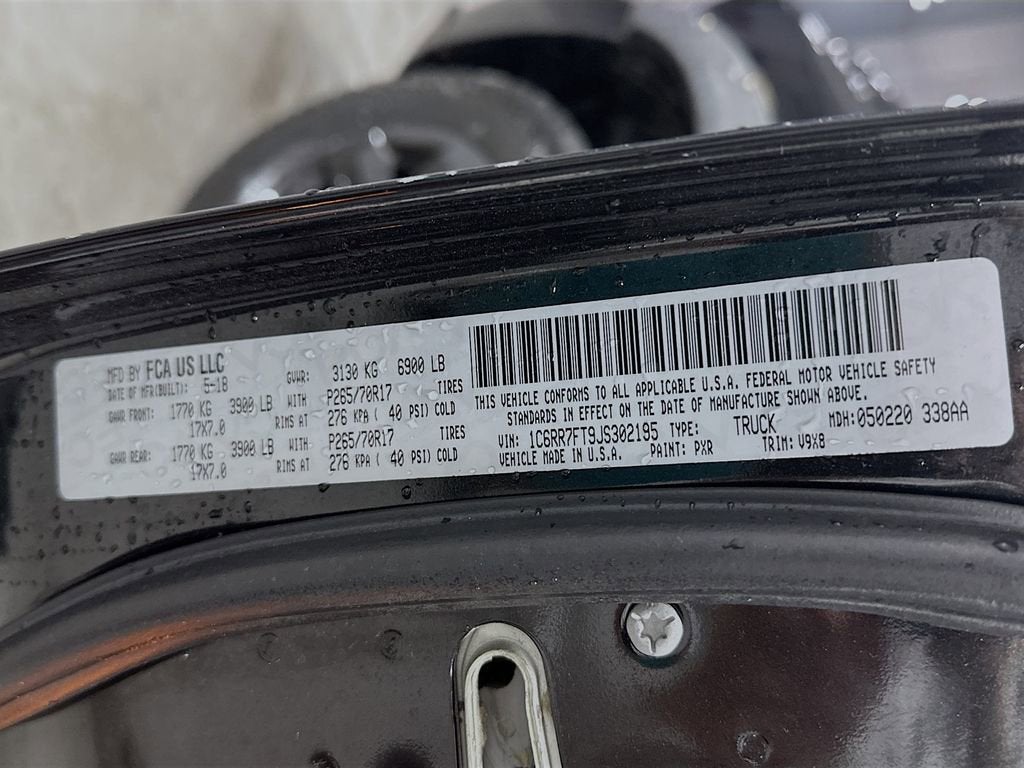 MFD BY FCA US LLC
DATE OF MFR(BUILT): 5-18 GVWR: 3130 KG 6900 LB
GAWR FRONT: 1770 KG 3900 LB WITH P265/70R17 TIRES
17X7.0 RIMS AT 276 KPA ( 40 PSI) COLD
GAWR REAR: 1770 KG 3900 LB WITH P265/70R17 TIRES
17X7.0 RIMS AT 276 KPA ( 40 PSI) COLD
THIS VEHICLE CONFORMS TO ALL APPLICABLE U.S.A. FEDERAL MOTOR VEHICLE SAFETY
STANDARDS IN EFFECT ON THE DATE OF MANUFACTURE SHOWN ABOVE.
VIN: 1C6RR7FT9JS302195 TYPE: TRUCK MDH:050220 338AA
VEHICLE MADE IN U.S.A. PAINT: PXR TRIM: V9X8